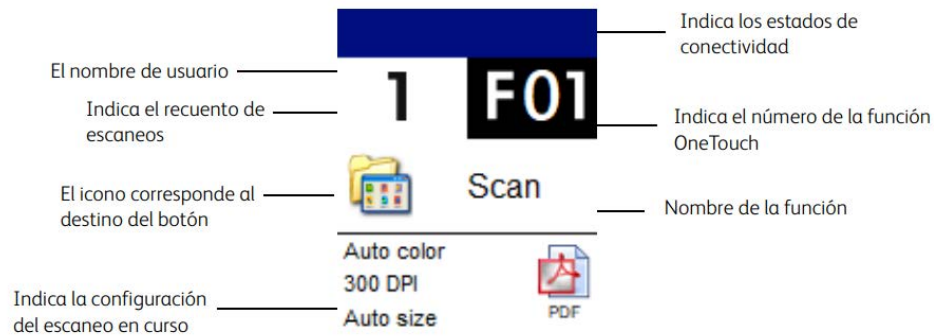 Indica los estados de
conectividad
El nombre de usuario
1
F01
Indica el recuento de
escaneos
Indica el número de la función
OneTouch
El icono corresponde al
destino del botón
Scan
Nombre de la función
Auto color
300 DPI
Auto size
PDF
Indica la configuración
del escaneo en curso